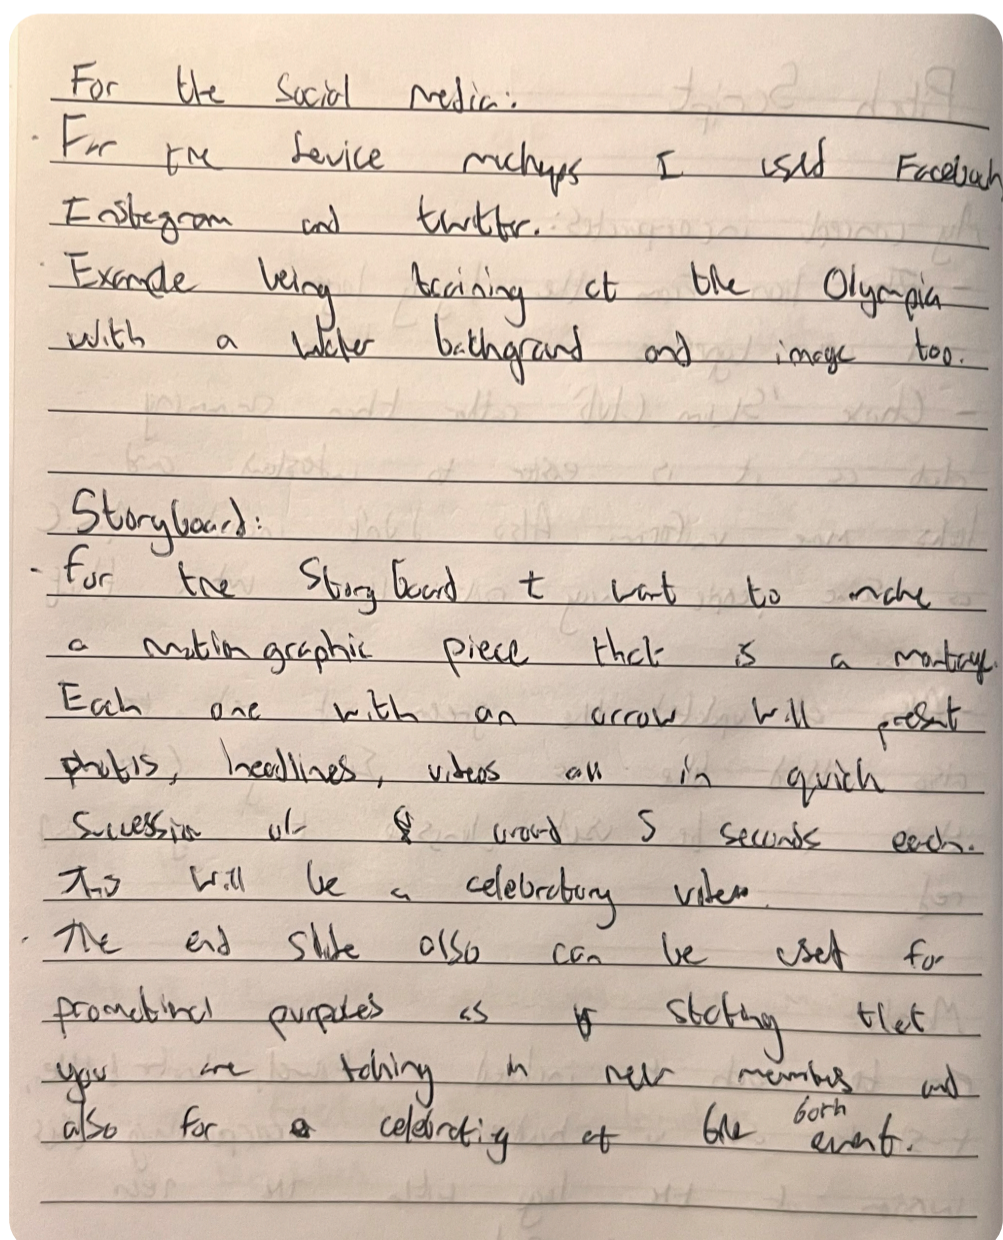 For the Social media:
· For the device mockups I used Facebook,
Instagram and twitter.
· Example being training at the Olympia
with a water background and image too.
Storyboard:
· for the Storyboard I want to make
a motion graphic piece that is a montage.
Each one with an arrow will present
photos, headlines, videos all in quick
Succession of around 5 seconds each.
This will be a celebratory video.
· The end slide also can be used for
promotional purposes as stating that
you are taking in new members and
also for celebrating at the both event.